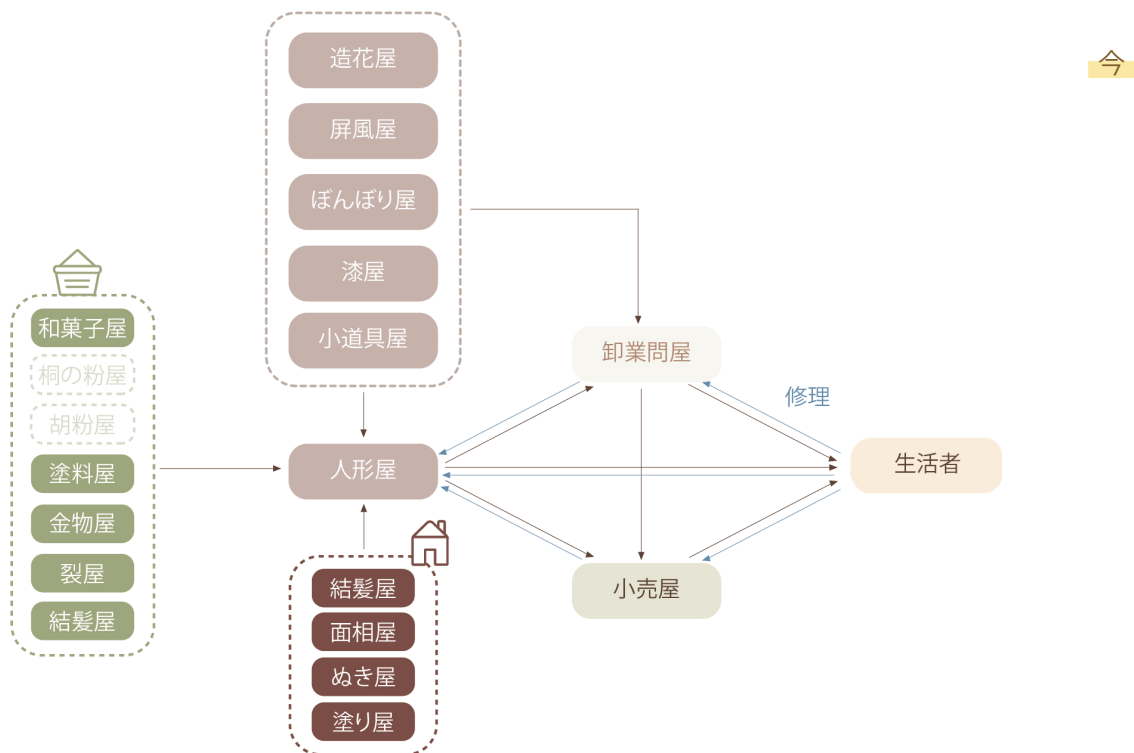 今
造花屋
屏風屋
ぼんぼり屋
漆屋
小道具屋
和菓子屋
桐の粉屋
胡粉屋
塗料屋
金物屋
裂屋
結髪屋
人形屋
結髪屋
面相屋
ぬき屋
塗り屋
卸業問屋
修理
生活者
小売屋